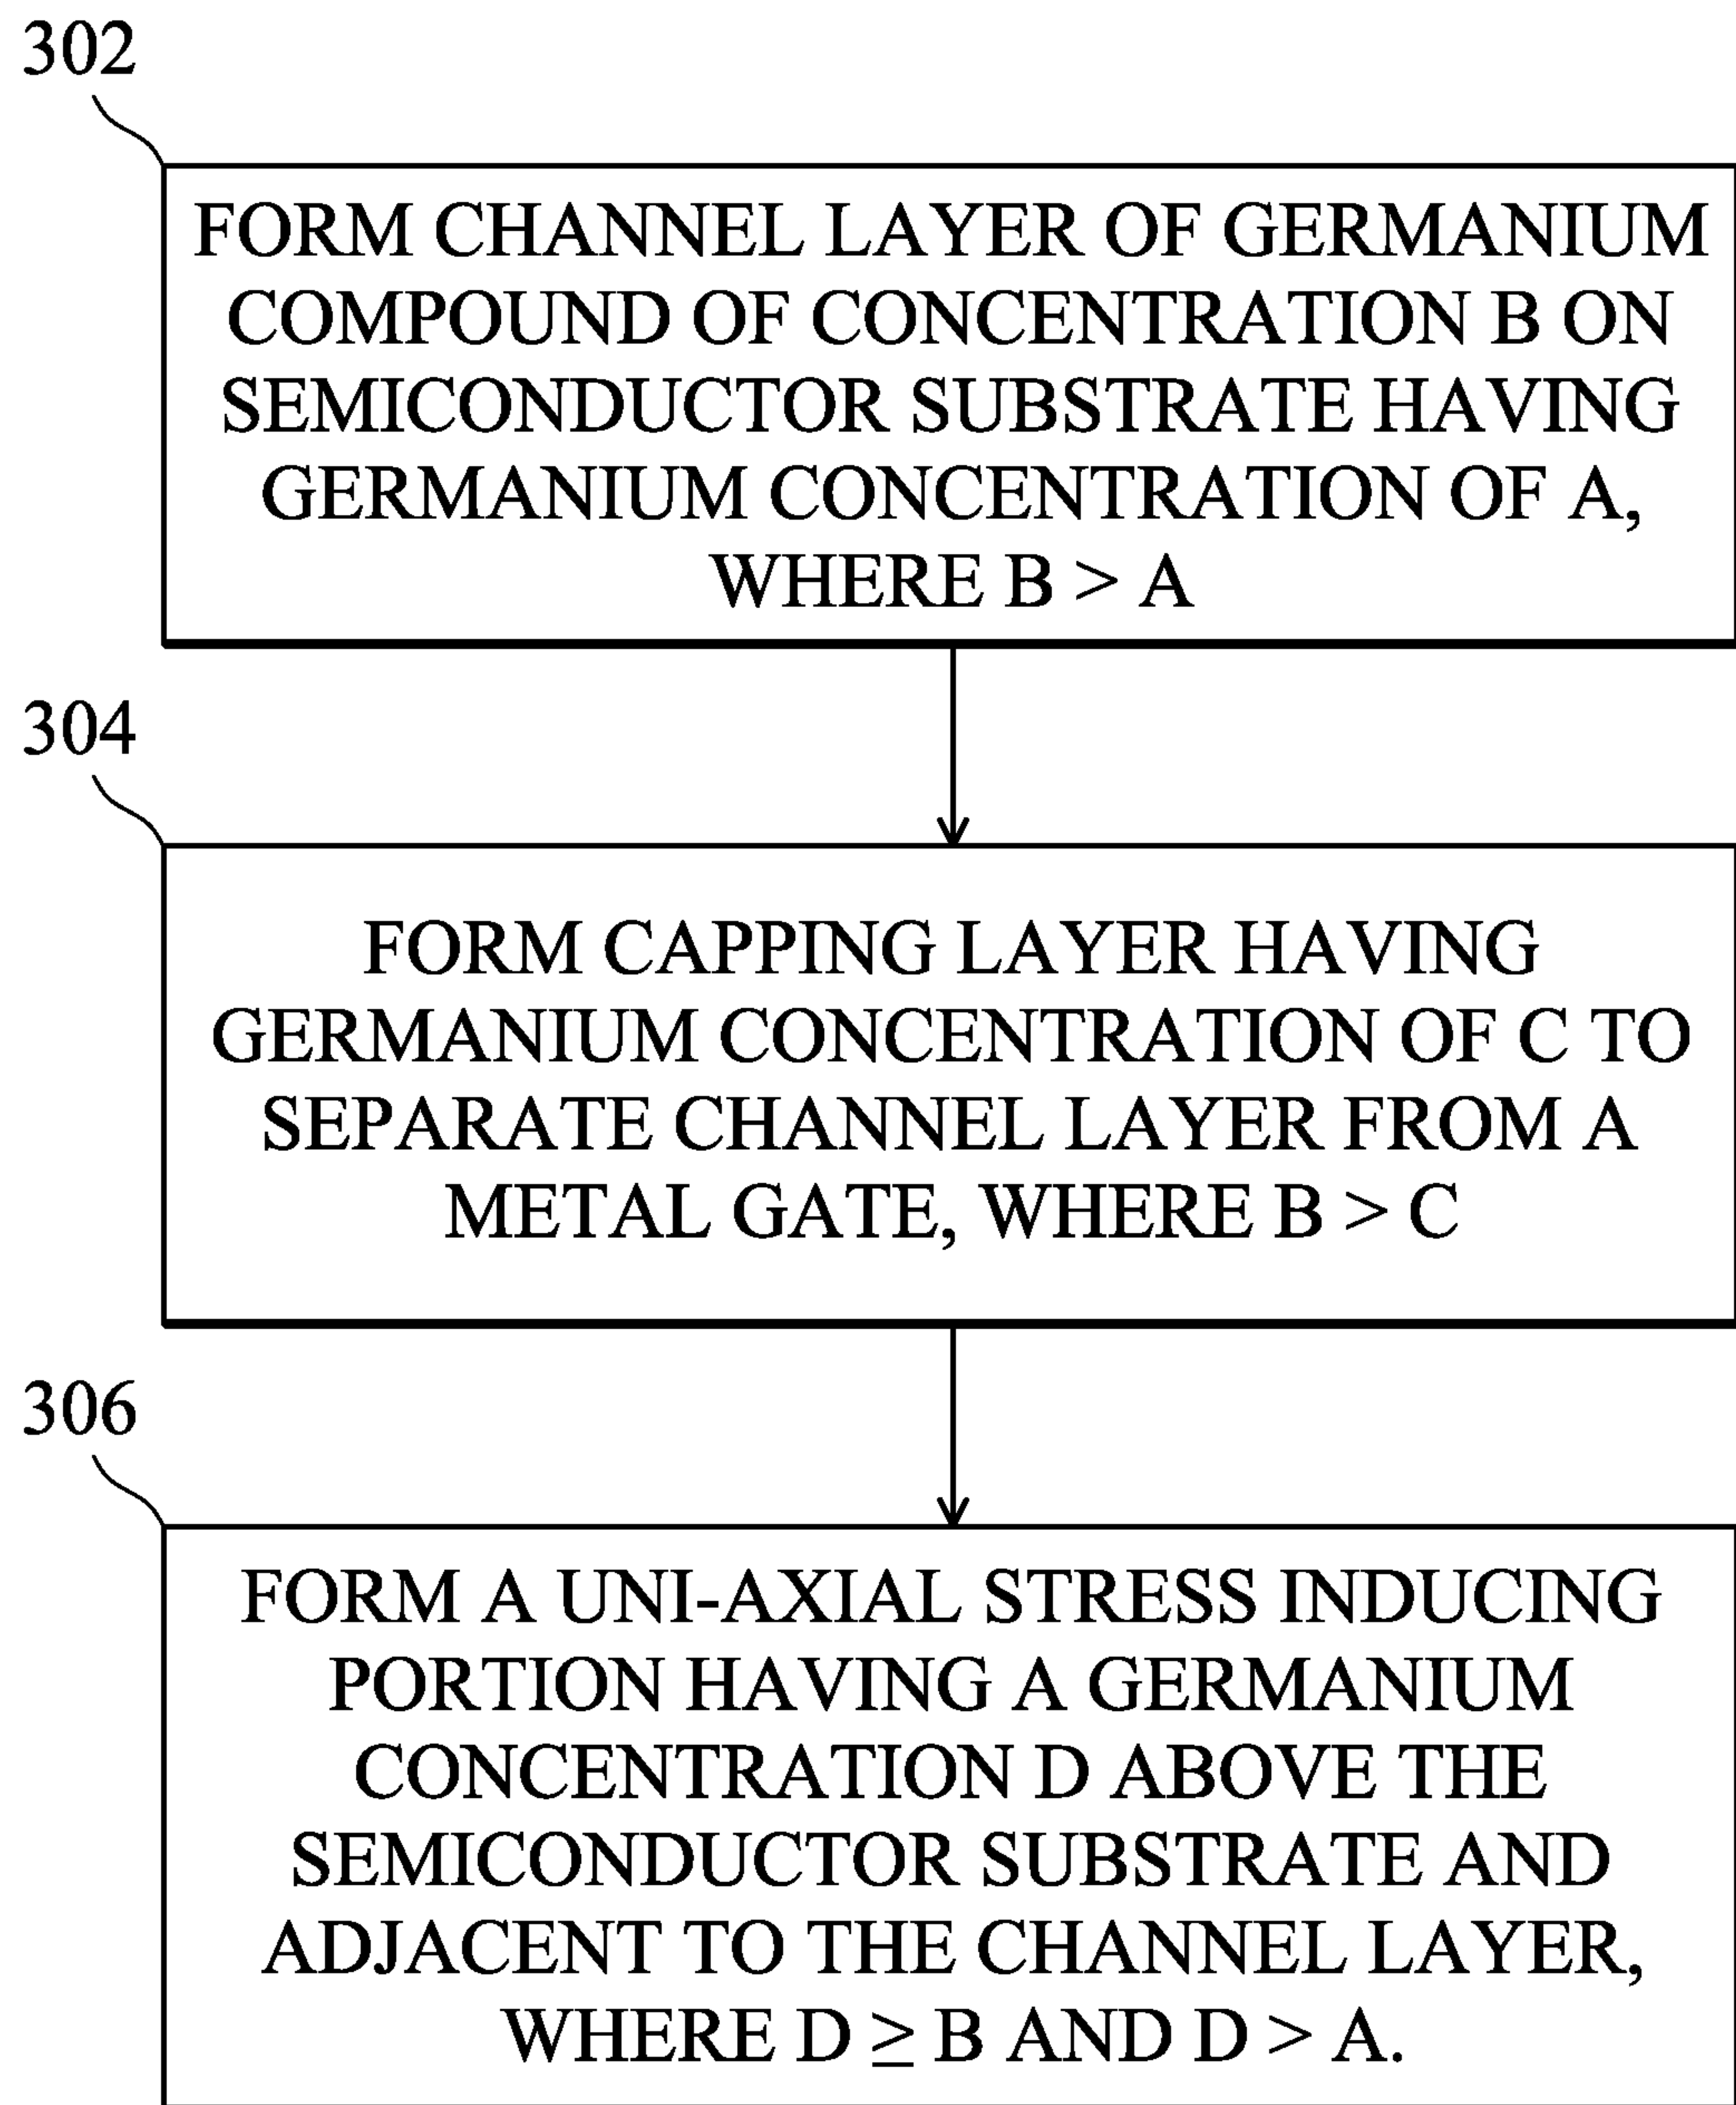 302
FORM CHANNEL LAYER OF GERMANIUM
COMPOUND OF CONCENTRATION B ON
SEMICONDUCTOR SUBSTRATE HAVING
GERMANIUM CONCENTRATION OF A,
WHERE B > A
304
FORM CAPPING LAYER HAVING
GERMANIUM CONCENTRATION OF C TO
SEPARATE CHANNEL LAYER FROM A
METAL GATE, WHERE B > C
306
FORM A UNI-AXIAL STRESS INDUCING
PORTION HAVING A GERMANIUM
CONCENTRATION D ABOVE THE
SEMICONDUCTOR SUBSTRATE AND
ADJACENT TO THE CHANNEL LAYER,
WHERE D ≥ B AND D > A.